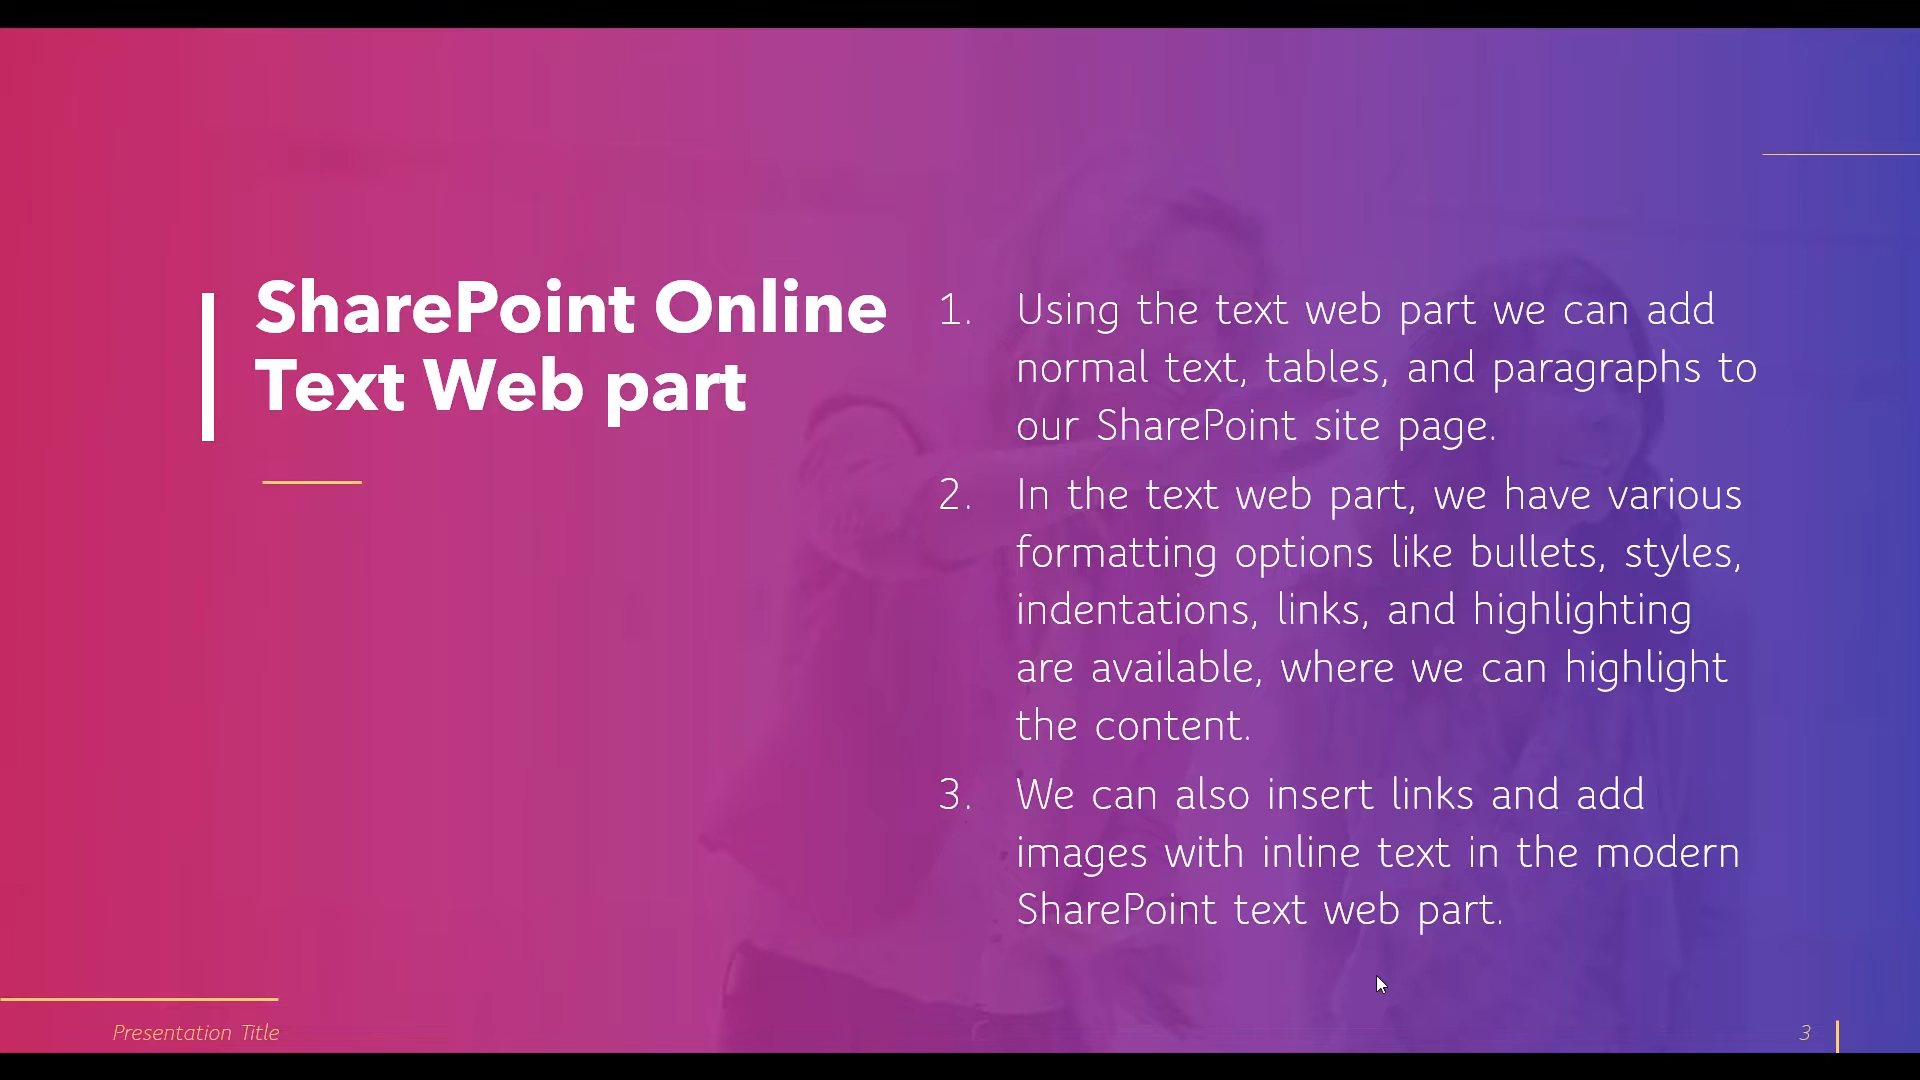 SharePoint Online
Text Web part
1. Using the text web part we can add
normal text, tables, and paragraphs to
our SharePoint site page.
2. In the text web part, we have various
formatting options like bullets, styles,
indentations, links, and highlighting
are available, where we can highlight
the content.
3. We can also insert links and add
images with inline text in the modern
SharePoint text web part.
Presentation Title
3